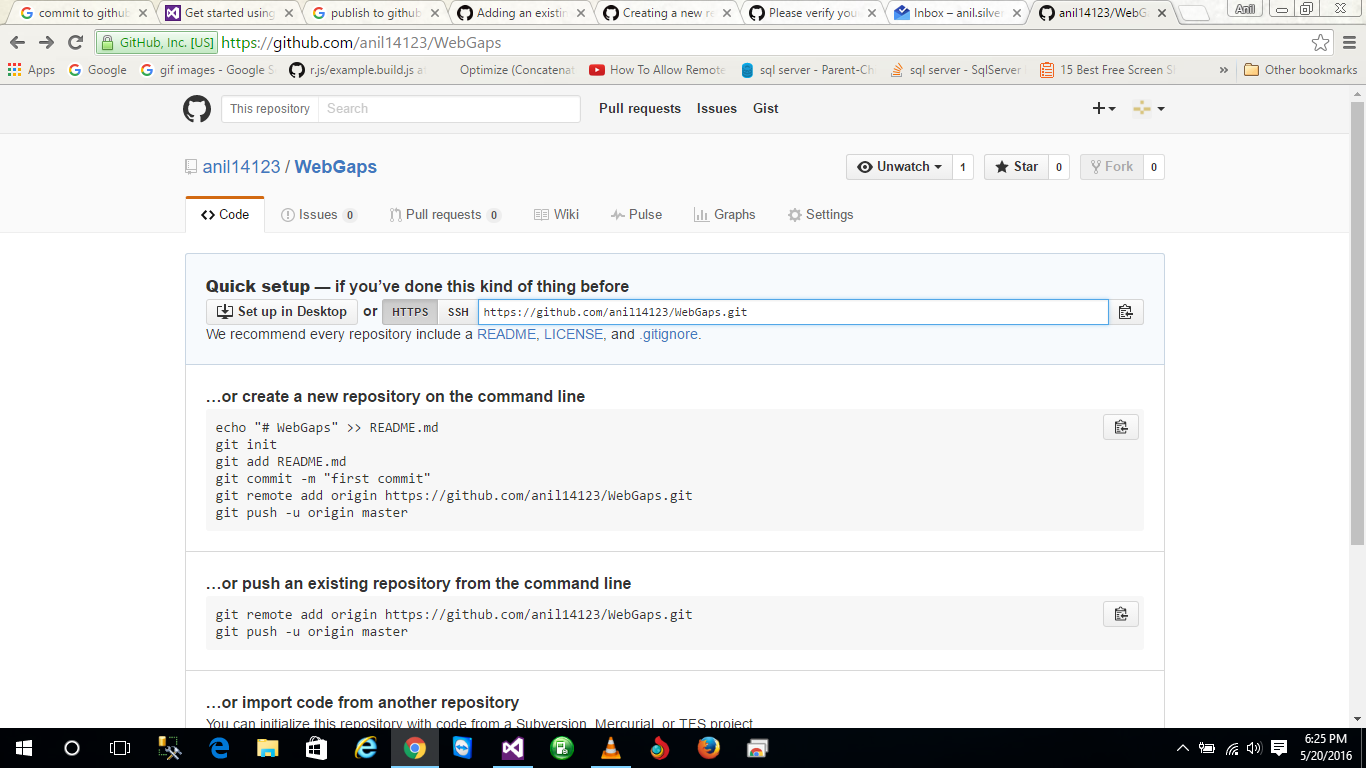 commit to github
Get started using
publish to github
Adding an existin
Creating a new re
Please verify you
Inbox – anil.silver
anil14123/WebG
Anil
GitHub, Inc. [US] https://github.com/anil14123/WebGaps
Apps Google gif images - Google S r.js/example.build.js at Optimize (Concatenat How To Allow Remote sql server - Parent-Ch sql server - SqlServer 15 Best Free Screen S » Other bookmarks
This repository Search Pull requests Issues Gist
anil14123 / WebGaps Unwatch 1 Star 0 Fork 0
Code Issues 0 Pull requests 0 Wiki Pulse Graphs Settings
Quick setup — if you’ve done this kind of thing before
Set up in Desktop or HTTPS SSH https://github.com/anil14123/WebGaps.git
We recommend every repository include a README, LICENSE, and .gitignore.
…or create a new repository on the command line
echo "# WebGaps" >> README.md
git init
git add README.md
git commit -m "first commit"
git remote add origin https://github.com/anil14123/WebGaps.git
git push -u origin master
…or push an existing repository from the command line
git remote add origin https://github.com/anil14123/WebGaps.git
git push -u origin master
…or import code from another repository
You can initialize this repository with code from a Subversion, Mercurial, or TFS project.
6:25 PM
5/20/2016